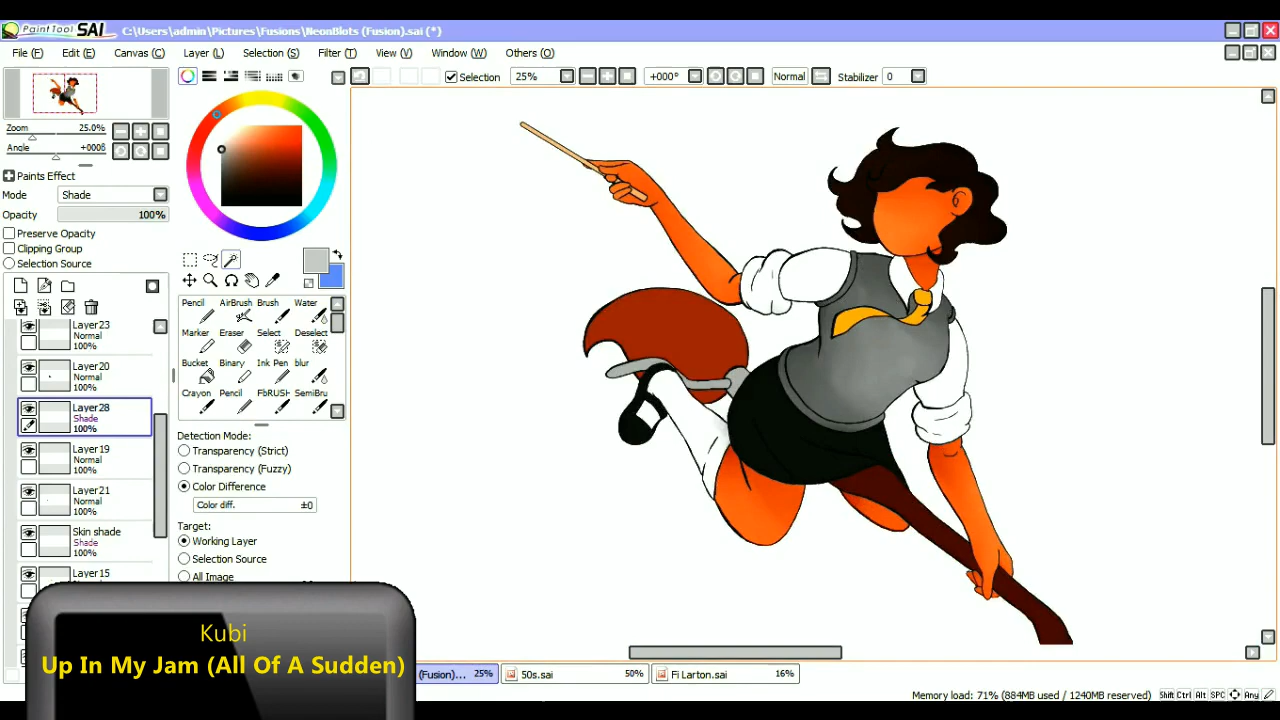 PaintTool SAI C:\Users\admin\Pictures\Fusions\NeonBlots (Fusion).sai (*)
File (F) Edit (E) Canvas (C) Layer (L) Selection (S) Filter (T) View (V) Window (W) Others (O)
Selection 25% +000° Normal Stabilizer 0
Zoom 25.0%
Angle +000θ
Paints Effect
Mode Shade
Opacity 100%
Preserve Opacity
Clipping Group
Selection Source
Layer23
Normal
100%
Layer20
Normal
100%
Layer28
Shade
100%
Layer19
Normal
100%
Layer21
Normal
100%
Skin shade
Shade
100%
Layer15
Pencil AirBrush Brush Water
Marker Eraser Select Deselect
Bucket Binary Ink Pen blur
Crayon Pencil FbRUSH SemiBru
Detection Mode:
Transparency (Strict)
Transparency (Fuzzy)
Color Difference
Color diff. ±0
Target:
Working Layer
Selection Source
All Image
Kubi
Up In My Jam (All Of A Sudden)
(Fusion)... 25% 50s.sai 50% Fi Larton.sai 16%
Memory load: 71% (884MB used / 1240MB reserved) Shift Ctrl Alt SPC Any